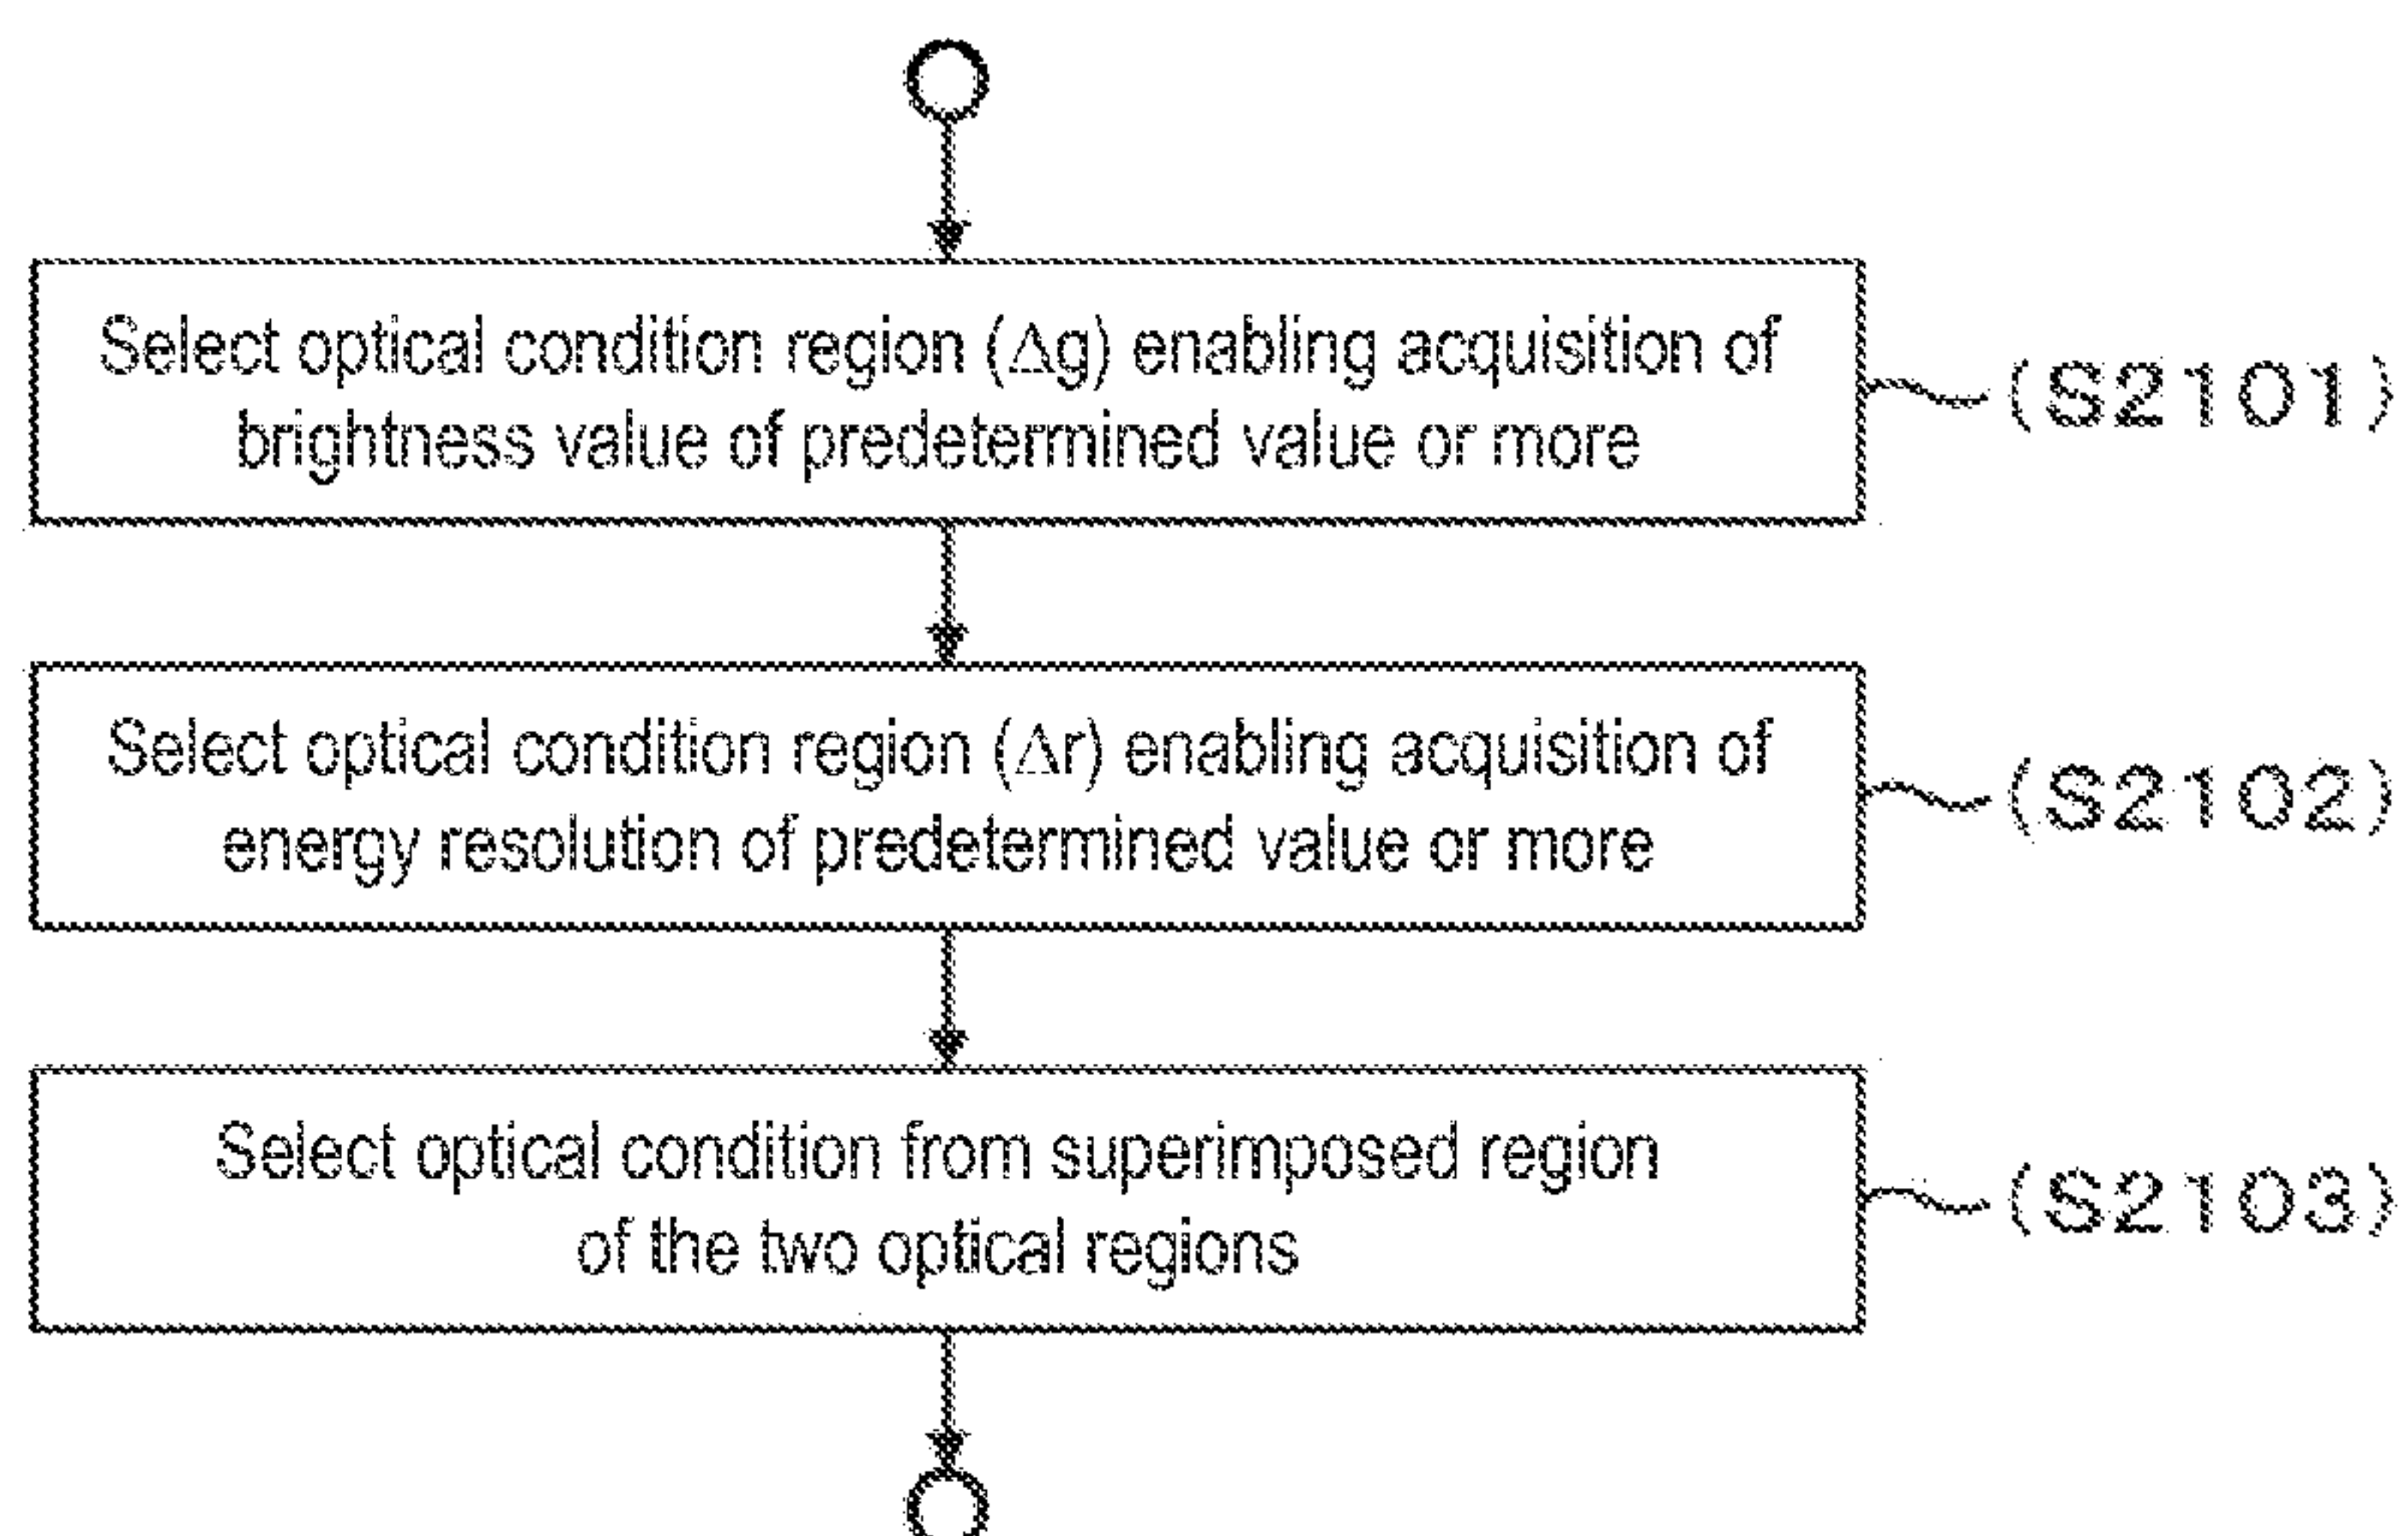 Select optical condition region (Δg) enabling acquisition of
brightness value of predetermined value or more
(S2101)
Select optical condition region (Δr) enabling acquisition of
energy resolution of predetermined value or more
(S2102)
Select optical condition from superimposed region
of the two optical regions
(S2103)